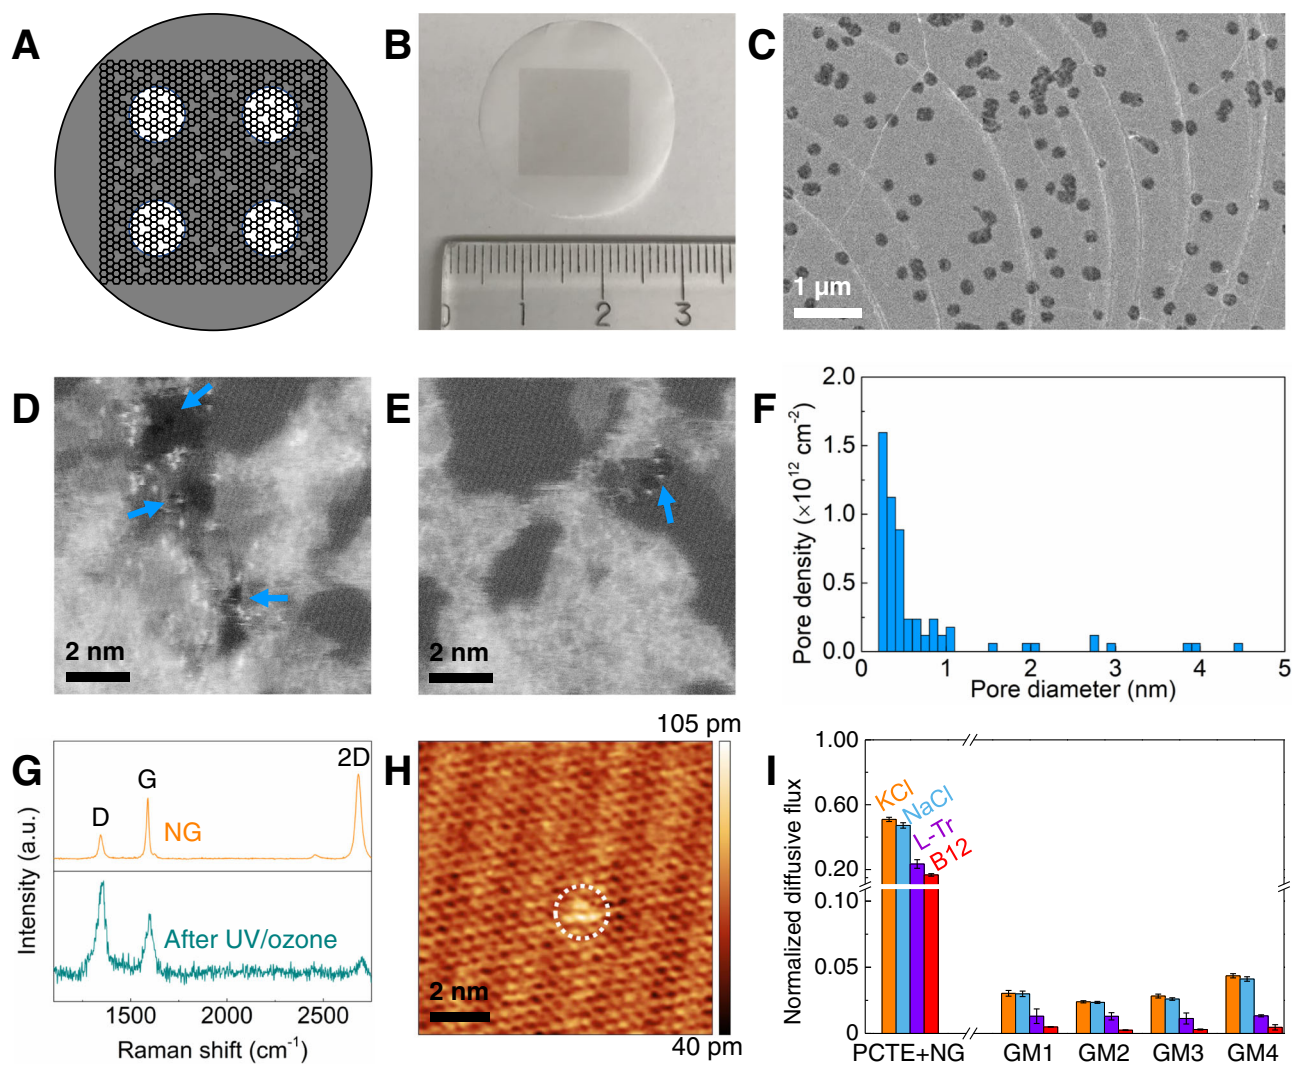 A
B
0 1 2 3
C
1 µm
D
2 nm
E
2 nm
F
2.0
1.5
1.0
0.5
0.0
0 1 2 3 4 5
Pore density (×10¹² cm⁻²)
Pore diameter (nm)
G
D
G
2D
NG
After UV/ozone
Intensity (a.u.)
1500 2000 2500
Raman shift (cm⁻¹)
H
105 pm
2 nm
40 pm
I
1.00
0.60
0.20
0.10
0.05
0
Normalized diffusive flux
KCl
NaCl
L-Tr
B12
PCTE+NG GM1 GM2 GM3 GM4